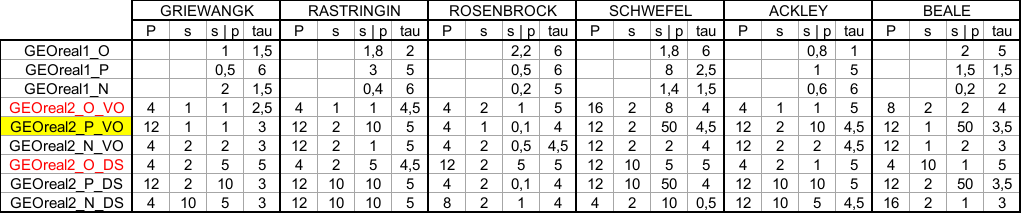 GRIEWANGK RASTRINGIN ROSENBROCK SCHWEFEL ACKLEY BEALE
P s s | p tau P s s | p tau P s s | p tau P s s | p tau P s s | p tau P s s | p tau
GEOreal1_O 1 1,5 1,8 2 2,2 6 1,8 6 0,8 1 2 5
GEOreal1_P 0,5 6 3 5 0,5 6 8 2,5 1 5 1,5 1,5
GEOreal1_N 2 1,5 0,4 6 0,2 5 1,4 1,5 0,6 6 0,2 2
GEOreal2_O_VO 4 1 1 2,5 4 1 1 4,5 4 2 1 5 16 2 8 4 4 1 1 5 8 2 2 4
GEOreal2_P_VO 12 1 1 3 12 2 10 5 4 1 0,1 4 12 2 50 4,5 12 2 10 4,5 12 1 50 3,5
GEOreal2_N_VO 4 2 2 3 12 2 1 5 4 2 0,5 4,5 12 2 2 4 12 2 2 4,5 12 1 2 3
GEOreal2_O_DS 4 2 5 5 4 2 5 4,5 12 2 5 5 12 10 5 5 4 2 1 5 4 10 1 5
GEOreal2_P_DS 12 2 10 3 12 10 10 5 4 2 0,1 4 12 10 50 4 12 10 10 5 12 2 50 3,5
GEOreal2_N_DS 4 10 5 3 12 10 10 5 8 2 1 4 4 2 10 0,5 12 10 5 4,5 16 2 1 3